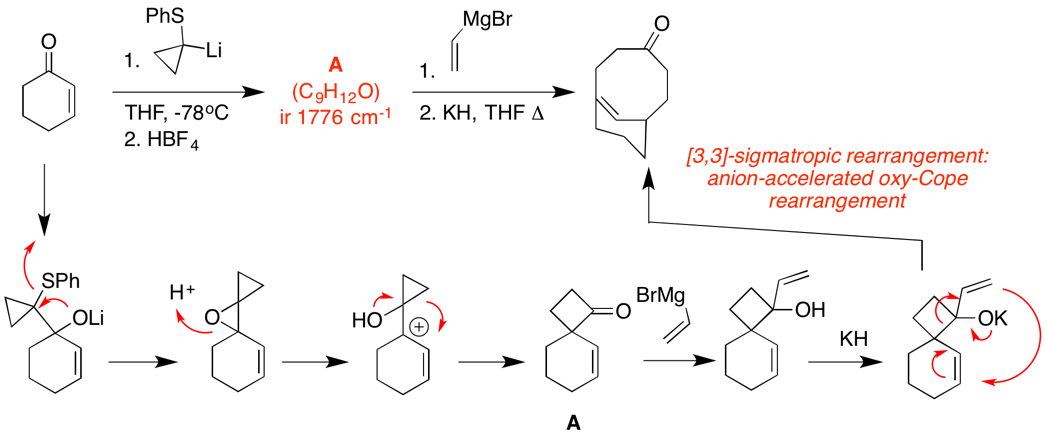 PhS
Li
1.
THF, -78ºC
2. HBF4
O
A
(C9H12O)
ir 1776 cm-1
MgBr
1.
2. KH, THF Δ
O
[3,3]-sigmatropic rearrangement:
anion-accelerated oxy-Cope
rearrangement
SPh
OLi
H+
O
HO
+
O
A
BrMg
OH
KH
OK